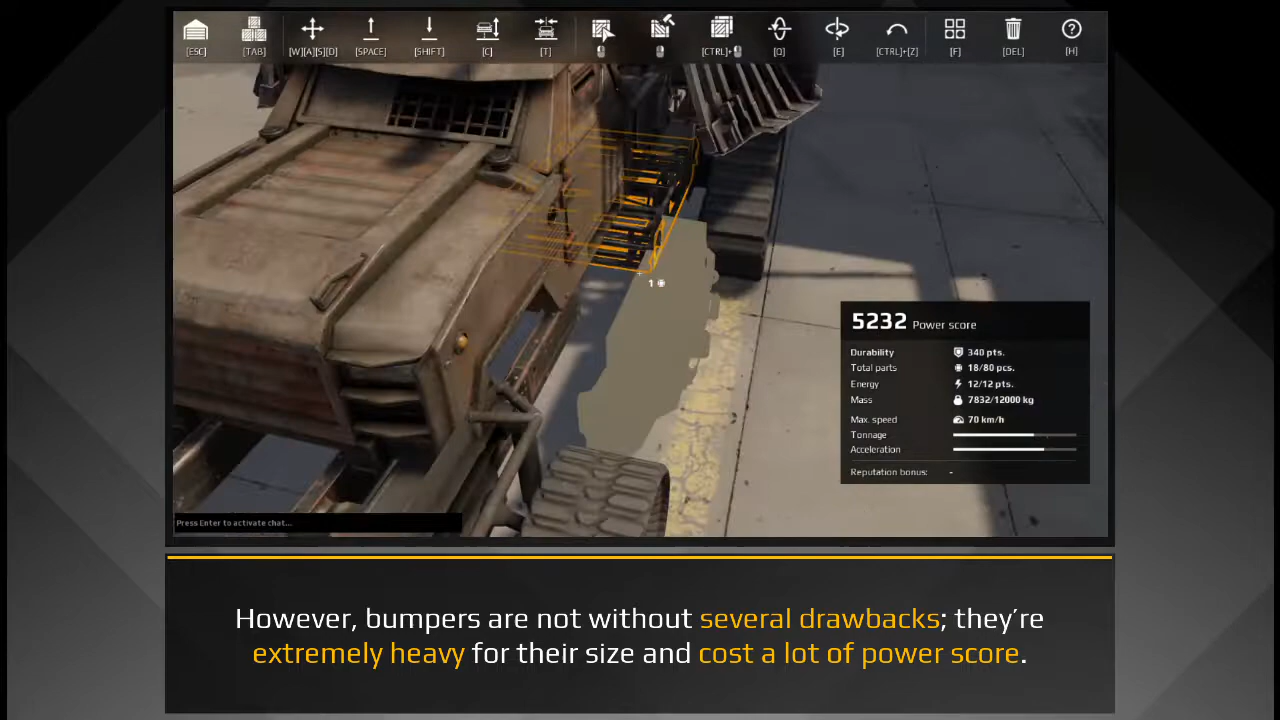 [ESC] [TAB] [W][A][S][D] [SPACE] [SHIFT] [C] [T] [CTRL]+ [Q] [E] [CTRL]+[Z] [F] [DEL] [H]
1
5232 Power score
Durability 340 pts.
Total parts 18/80 pcs.
Energy 12/12 pts.
Mass 7832/12000 kg
Max. speed 70 km/h
Tonnage
Acceleration
Reputation bonus: -
Press Enter to activate chat...
However, bumpers are not without several drawbacks; they’re
extremely heavy for their size and cost a lot of power score.